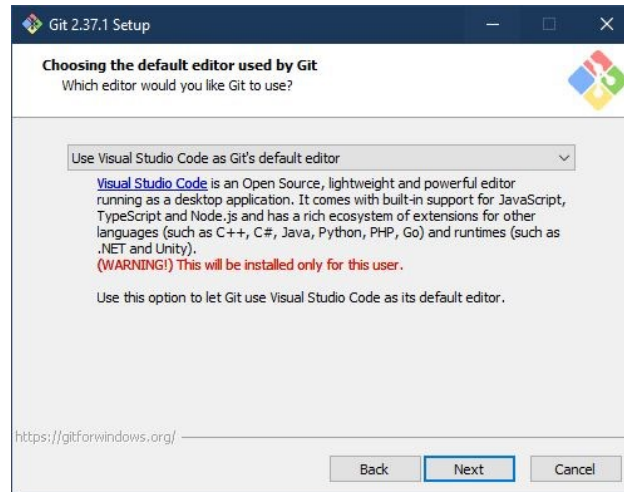 Git 2.37.1 Setup
Choosing the default editor used by Git
Which editor would you like Git to use?
Use Visual Studio Code as Git's default editor
Visual Studio Code is an Open Source, lightweight and powerful editor
running as a desktop application. It comes with built-in support for JavaScript,
TypeScript and Node.js and has a rich ecosystem of extensions for other
languages (such as C++, C#, Java, Python, PHP, Go) and runtimes (such as
.NET and Unity).
(WARNING!) This will be installed only for this user.
Use this option to let Git use Visual Studio Code as its default editor.
https://gitforwindows.org/
Back Next Cancel